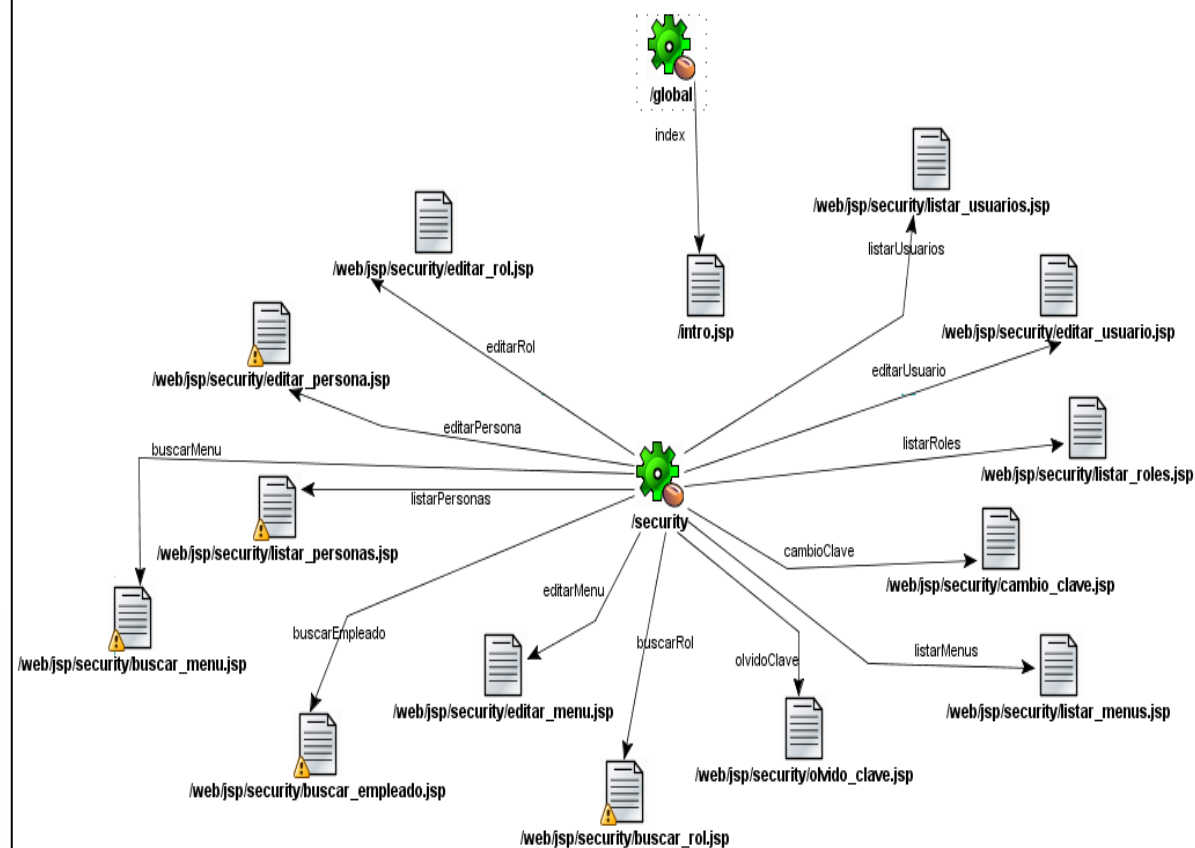 /global
index
/web/jsp/security/listar_usuarios.jsp
listarUsuarios
/web/jsp/security/editar_rol.jsp
/intro.jsp
/web/jsp/security/editar_usuario.jsp
editarRol
editarUsuario
/web/jsp/security/editar_persona.jsp
editarPersona
listarRoles
buscarMenu
/web/jsp/security/listar_roles.jsp
listarPersonas
/security
/web/jsp/security/listar_personas.jsp
cambioClave
/web/jsp/security/cambio_clave.jsp
editarMenu
buscarEmpleado
buscarRol
olvidoClave
listarMenus
/web/jsp/security/buscar_menu.jsp
/web/jsp/security/editar_menu.jsp
/web/jsp/security/listar_menus.jsp
/web/jsp/security/olvido_clave.jsp
/web/jsp/security/buscar_empleado.jsp
/web/jsp/security/buscar_rol.jsp